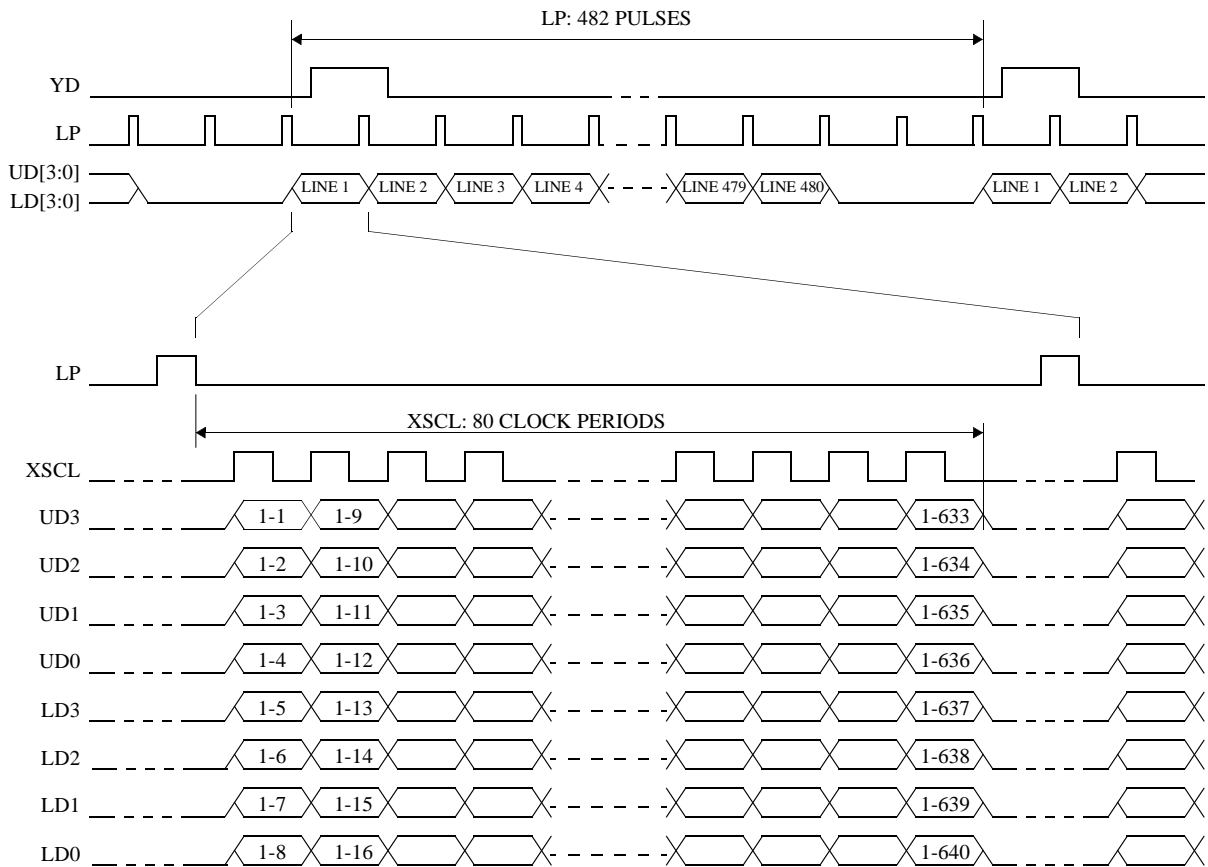 LP: 482 PULSES
YD
LP
UD[3:0]
LD[3:0]
LINE 1 LINE 2 LINE 3 LINE 4 LINE 479 LINE 480 LINE 1 LINE 2
LP
XSCL: 80 CLOCK PERIODS
XSCL
UD3 1-1 1-9 1-633
UD2 1-2 1-10 1-634
UD1 1-3 1-11 1-635
UD0 1-4 1-12 1-636
LD3 1-5 1-13 1-637
LD2 1-6 1-14 1-638
LD1 1-7 1-15 1-639
LD0 1-8 1-16 1-640